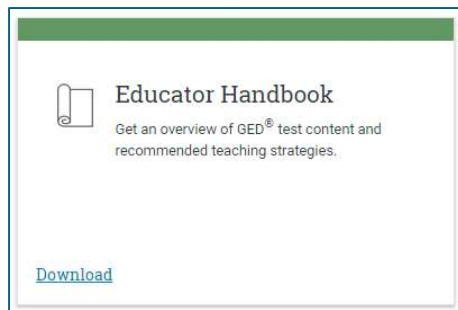 Educator Handbook
Get an overview of GED® test content and
recommended teaching strategies.
Download